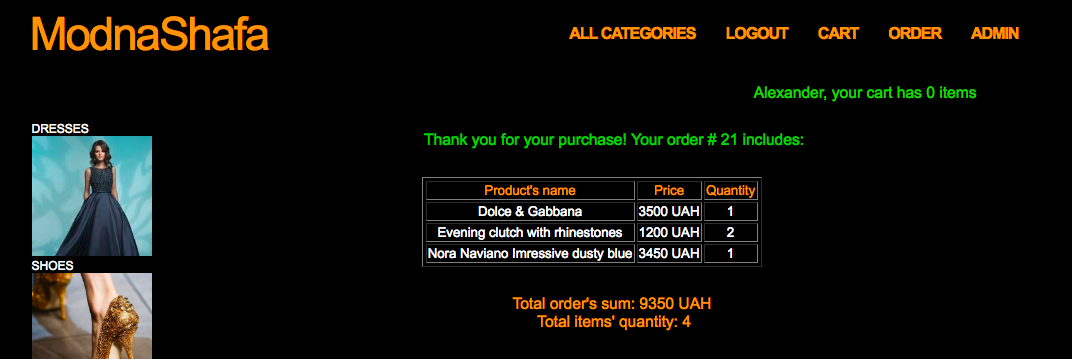 ModnaShafa
ALL CATEGORIES LOGOUT CART ORDER ADMIN
Alexander, your cart has 0 items
DRESSES
SHOES
Thank you for your purchase! Your order # 21 includes:
Product's name Price Quantity
Dolce & Gabbana 3500 UAH 1
Evening clutch with rhinestones 1200 UAH 2
Nora Naviano Imressive dusty blue 3450 UAH 1
Total order's sum: 9350 UAH
Total items' quantity: 4